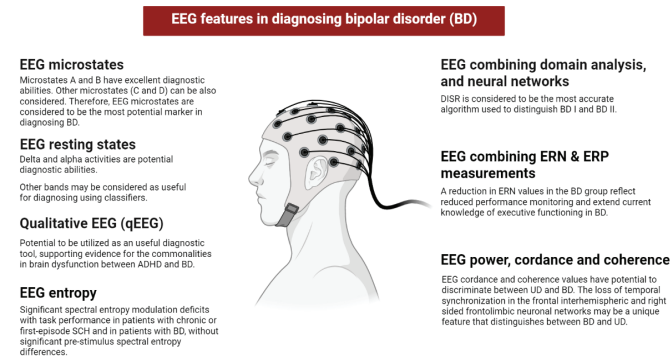 EEG features in diagnosing bipolar disorder (BD)
EEG microstates
Microstates A and B have excellent diagnostic
abilities. Other microstates (C and D) can be also
considered. Therefore, EEG microstates are
considered to be the most potential marker in
diagnosing BD.
EEG resting states
Delta and alpha activities are potential
diagnostic abilities.
Other bands may be considered as useful
for diagnosing using classifiers.
Qualitative EEG (qEEG)
Potential to be utilized as an useful diagnostic
tool, supporting evidence for the commonalities
in brain dysfunction between ADHD and BD.
EEG entropy
Significant spectral entropy modulation deficits
with task performance in patients with chronic or
first-episode SCH and in patients with BD, without
significant pre-stimulus spectral entropy
differences.
EEG combining domain analysis,
and neural networks
DISR is considered to be the most accurate
algorithm used to distinguish BD I and BD II.
EEG combining ERN & ERP
measurements
A reduction in ERN values in the BD group reflect
reduced performance monitoring and extend current
knowledge of executive functioning in BD.
EEG power, cordance and coherence
EEG cordance and coherence values have potential to
discriminate between UD and BD. The loss of temporal
synchronization in the frontal interhemispheric and right
sided frontolimbic neuronal networks may be a unique
feature that distinguishes between BD and UD.